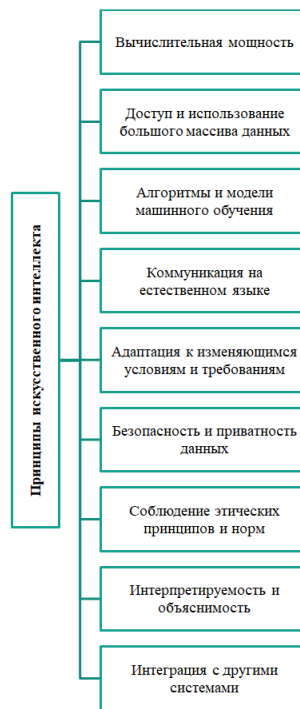 Принципы искусственного интеллекта
Вычислительная мощность
Доступ и использование
большого массива данных
Алгоритмы и модели
машинного обучения
Коммуникация на
естественном языке
Адаптация к изменяющимся
условиям и требованиям
Безопасность и приватность
данных
Соблюдение этических
принципов и норм
Интерпретируемость и
объяснимость
Интеграция с другими
системами